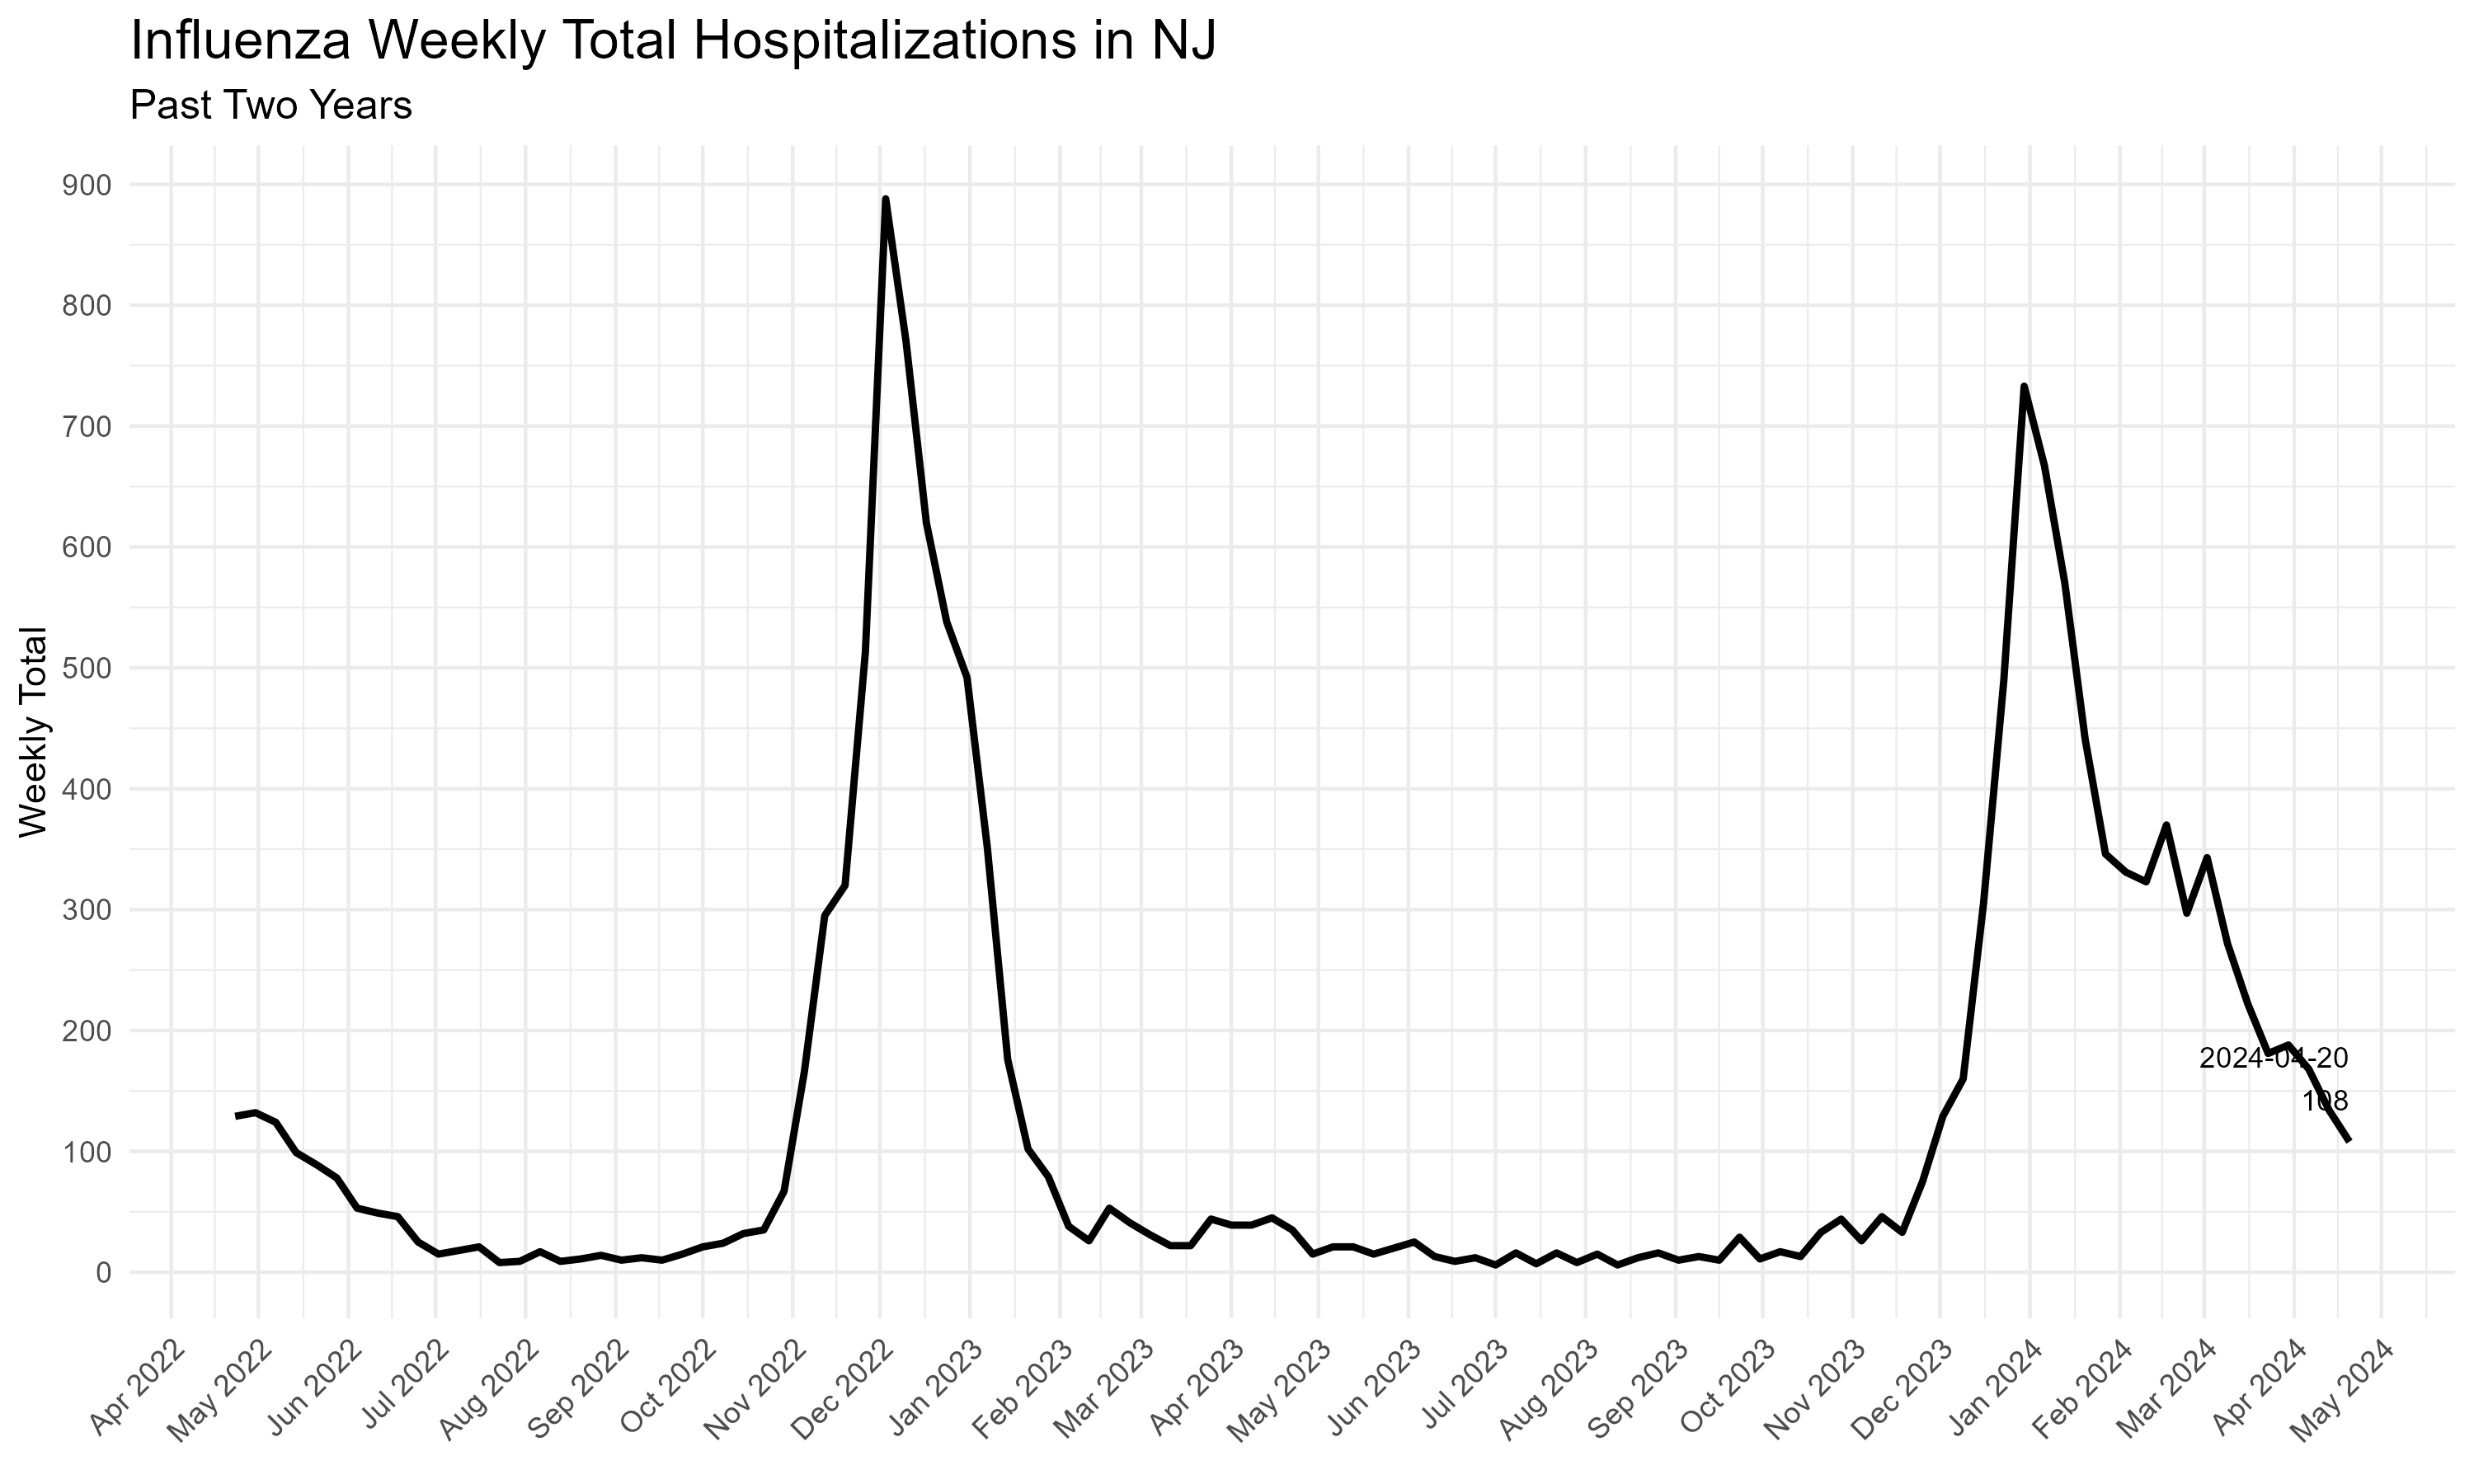 Influenza Weekly Total Hospitalizations in NJ
Past Two Years
Weekly Total
900
800
700
600
500
400
300
200
100
0
2024-04-20
108
Apr 2022
May 2022
Jun 2022
Jul 2022
Aug 2022
Sep 2022
Oct 2022
Nov 2022
Dec 2022
Jan 2023
Feb 2023
Mar 2023
Apr 2023
May 2023
Jun 2023
Jul 2023
Aug 2023
Sep 2023
Oct 2023
Nov 2023
Dec 2023
Jan 2024
Feb 2024
Mar 2024
Apr 2024
May 2024